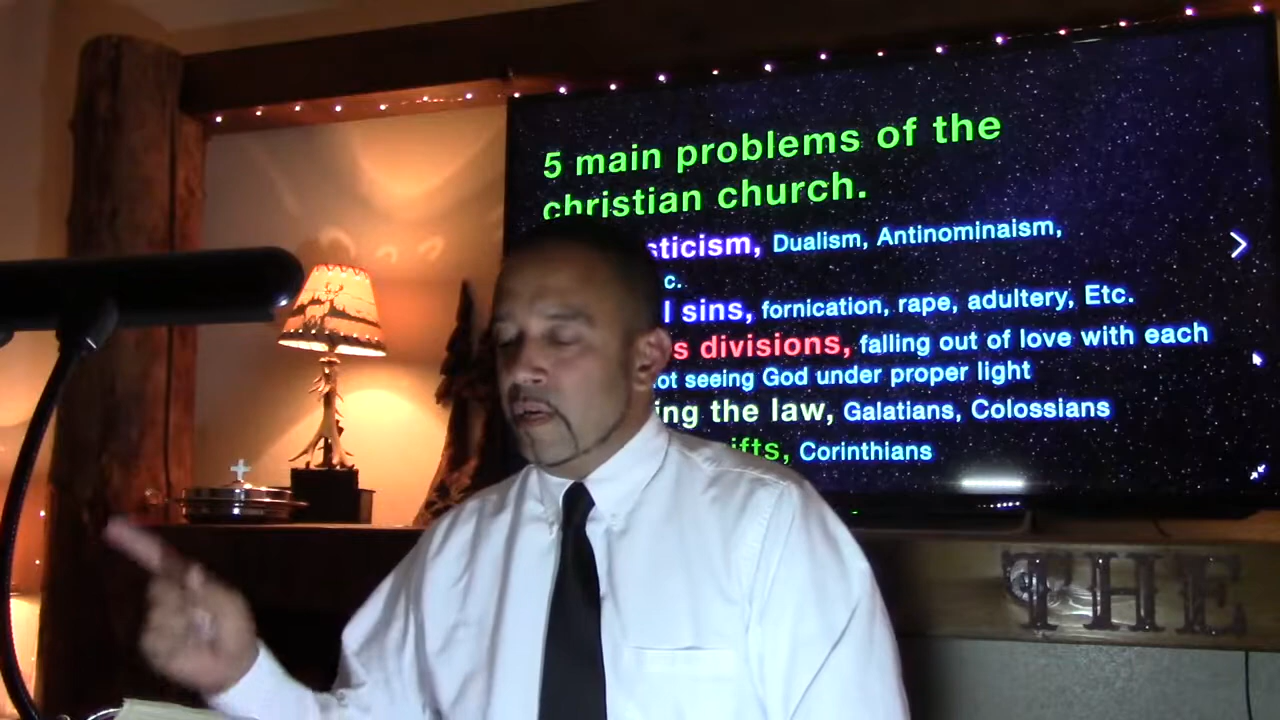 5 main problems of the
christian church.
sticism, Dualism, Antinominaism,
c.
l sins, fornication, rape, adultery, Etc.
s divisions, falling out of love with each
ot seeing God under proper light
ing the law, Galatians, Colossians
ifts, Corinthians
THE